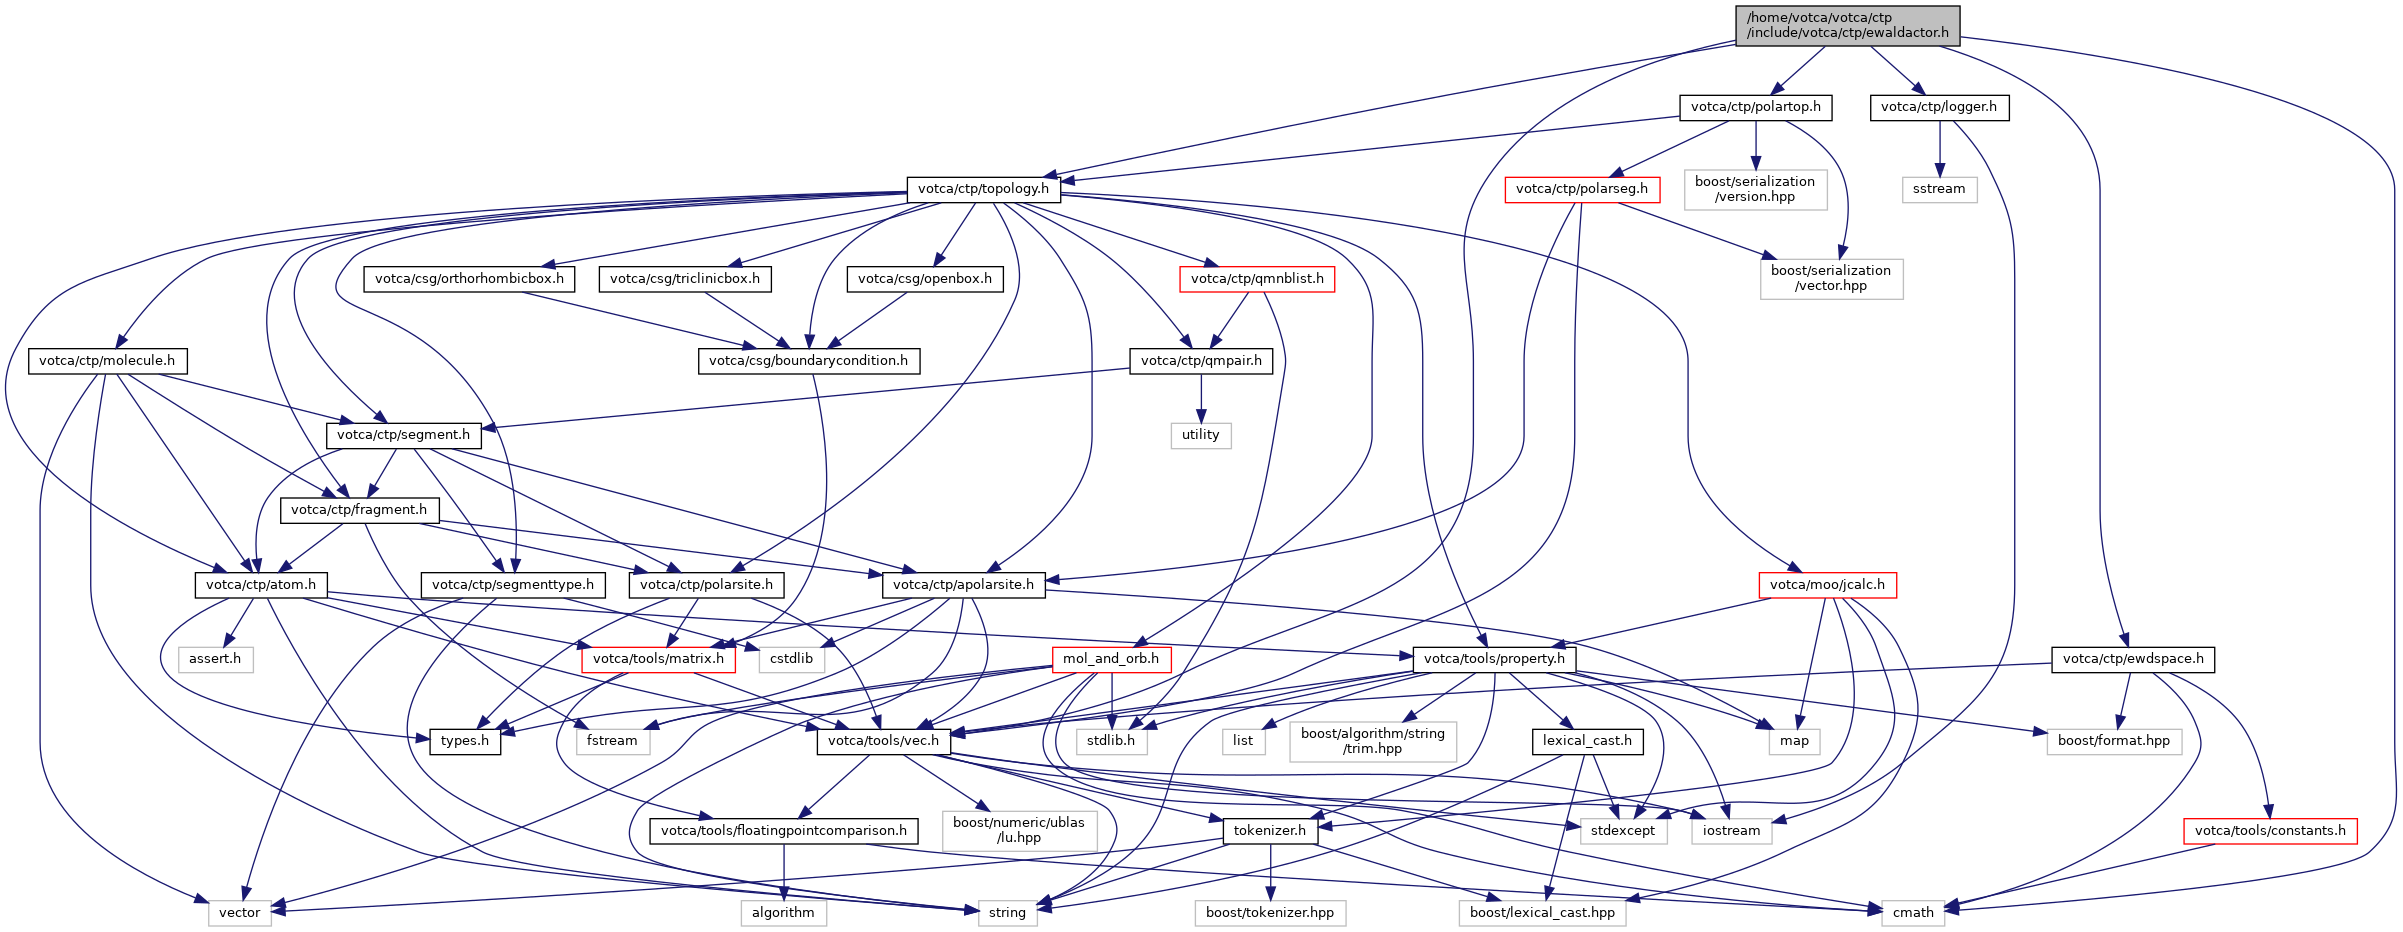 /home/votca/votca/ctp
/include/votca/ctp/ewaldactor.h
votca/ctp/polartop.h
votca/ctp/logger.h
votca/ctp/topology.h
votca/ctp/polarseg.h
boost/serialization
/version.hpp
sstream
votca/csg/orthorhombicbox.h
votca/csg/triclinicbox.h
votca/csg/openbox.h
votca/ctp/qmnblist.h
boost/serialization
/vector.hpp
votca/ctp/molecule.h
votca/csg/boundarycondition.h
votca/ctp/qmpair.h
votca/ctp/segment.h
utility
votca/ctp/fragment.h
votca/ctp/atom.h
votca/ctp/segmenttype.h
votca/ctp/polarsite.h
votca/ctp/apolarsite.h
votca/moo/jcalc.h
assert.h
votca/tools/matrix.h
cstdlib
mol_and_orb.h
votca/tools/property.h
votca/ctp/ewdspace.h
types.h
fstream
votca/tools/vec.h
stdlib.h
list
boost/algorithm/string
/trim.hpp
lexical_cast.h
map
boost/format.hpp
votca/tools/floatingpointcomparison.h
boost/numeric/ublas
/lu.hpp
tokenizer.h
stdexcept
iostream
votca/tools/constants.h
vector
algorithm
string
boost/tokenizer.hpp
boost/lexical_cast.hpp
cmath